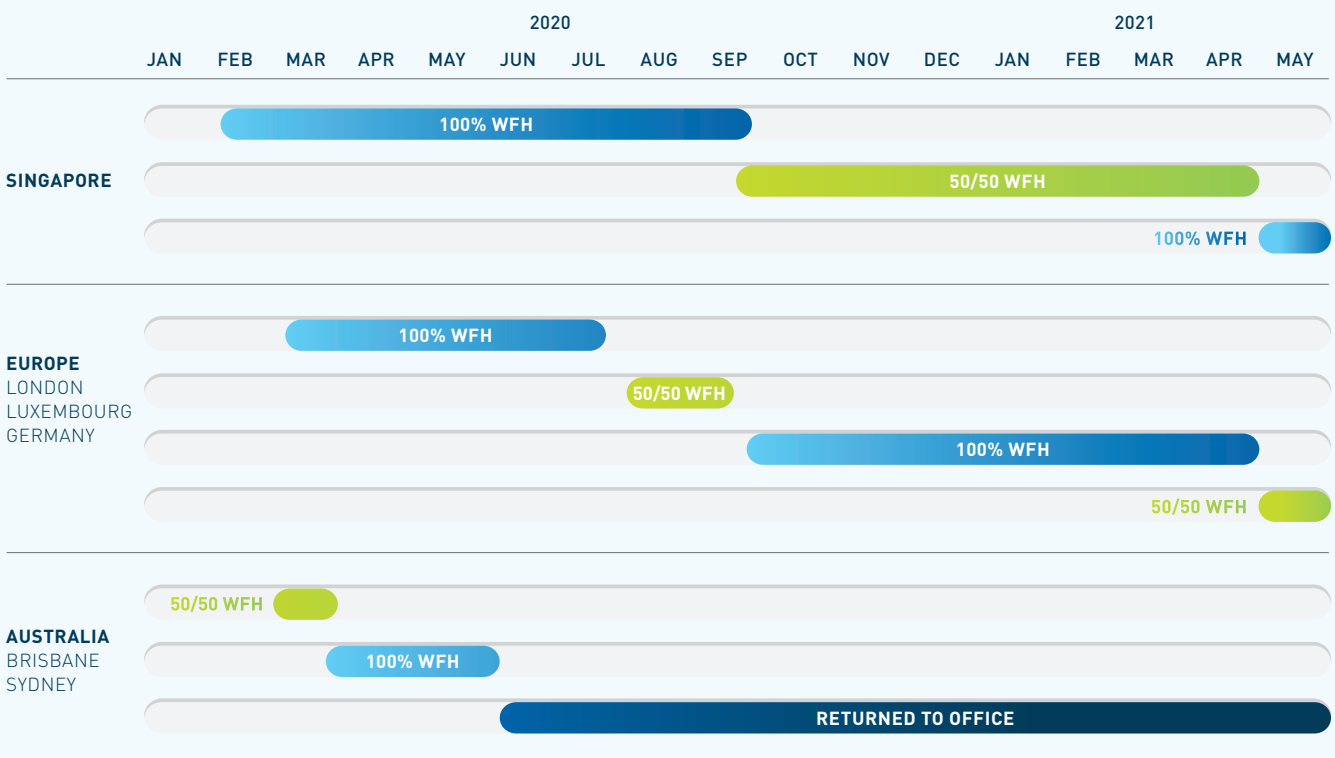 2020 2021
JAN FEB MAR APR MAY JUN JUL AUG SEP OCT NOV DEC JAN FEB MAR APR MAY
SINGAPORE
100% WFH
50/50 WFH
100% WFH
EUROPE
LONDON
LUXEMBOURG
GERMANY
100% WFH
50/50 WFH
100% WFH
50/50 WFH
AUSTRALIA
BRISBANE
SYDNEY
50/50 WFH
100% WFH
RETURNED TO OFFICE